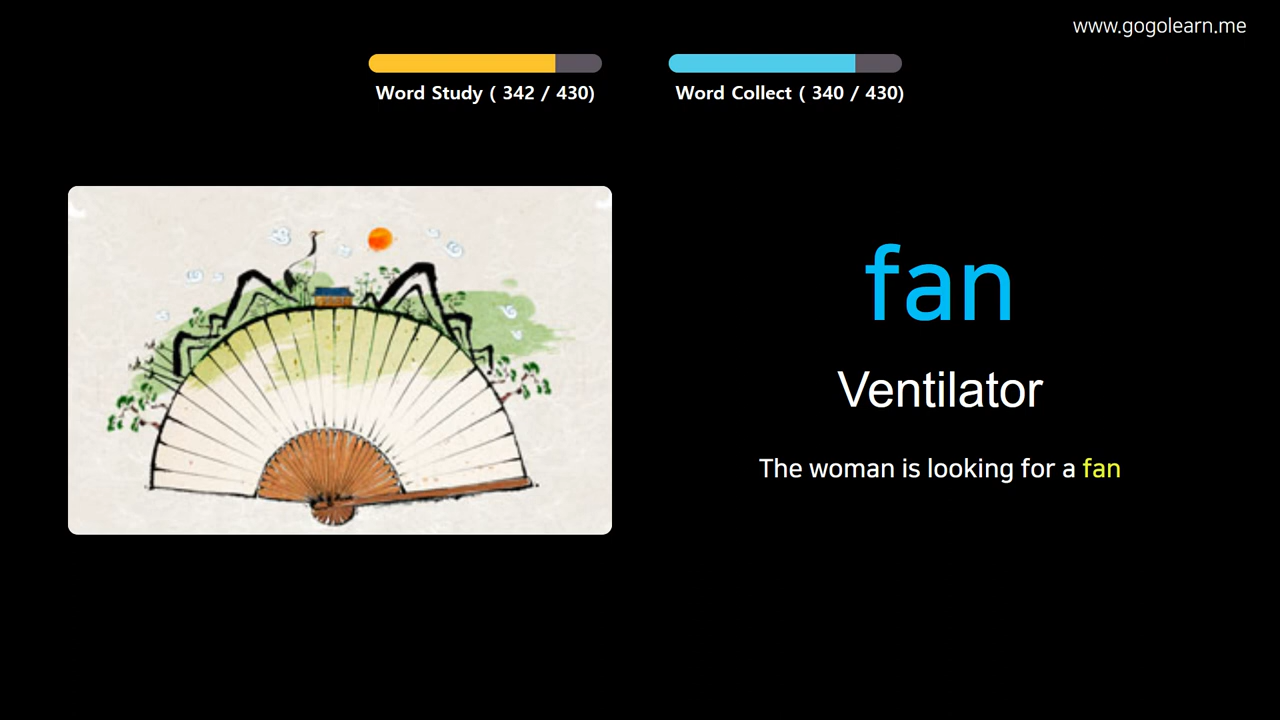 www.gogolearn.me
Word Study ( 342 / 430)
Word Collect ( 340 / 430)
fan
Ventilator
The woman is looking for a fan